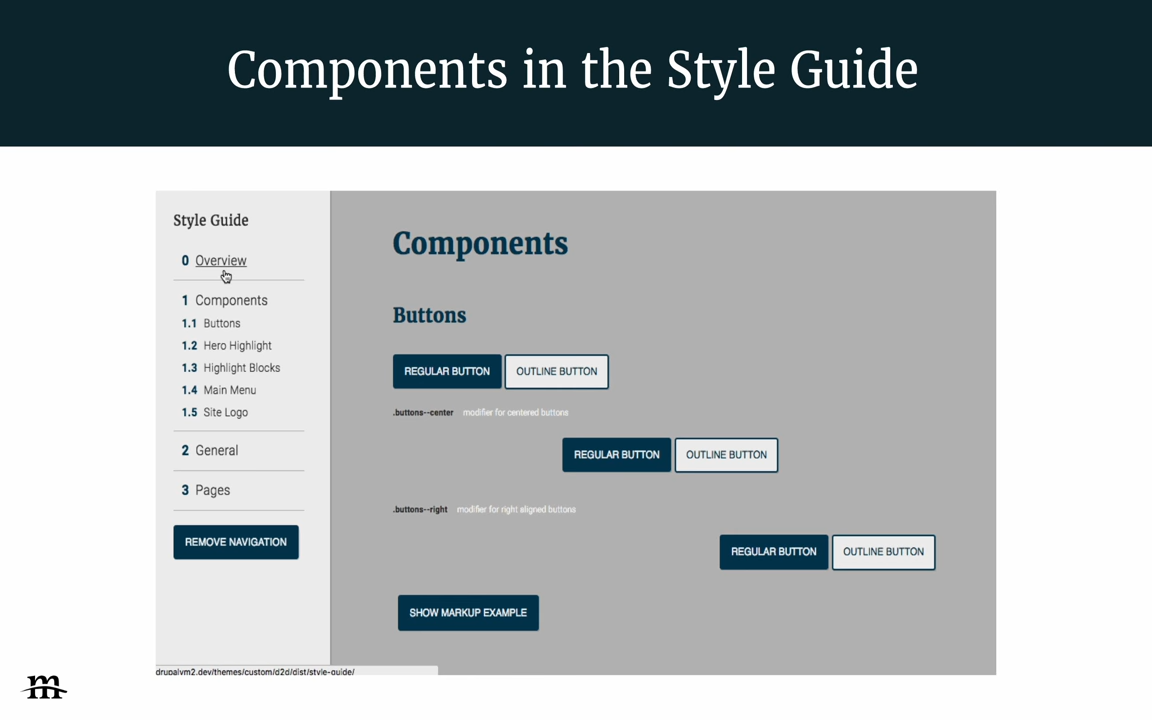 Components in the Style Guide
Style Guide
0 Overview
1 Components
1.1 Buttons
1.2 Hero Highlight
1.3 Highlight Blocks
1.4 Main Menu
1.5 Site Logo
2 General
3 Pages
REMOVE NAVIGATION
Components
Buttons
REGULAR BUTTON OUTLINE BUTTON
.buttons--center modifier for centered buttons
REGULAR BUTTON OUTLINE BUTTON
.buttons--right modifier for right aligned buttons
REGULAR BUTTON OUTLINE BUTTON
SHOW MARKUP EXAMPLE
drupalvm2.dev/themes/custom/d2d/dist/style-guide/
m